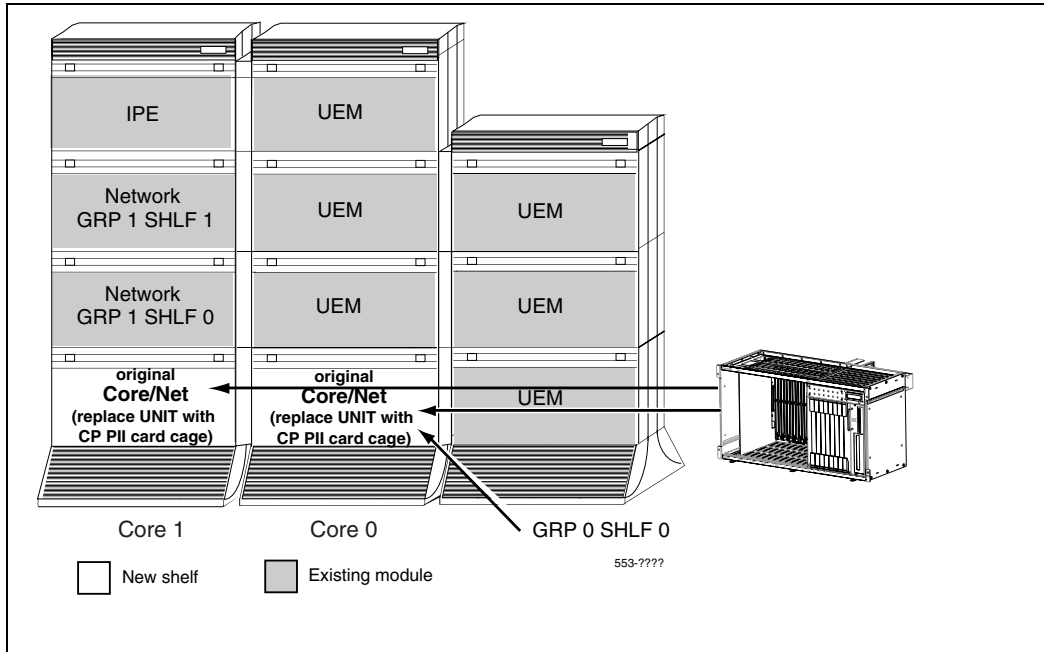 IPE
UEM
Network
GRP 1 SHLF 1
UEM
UEM
Network
GRP 1 SHLF 0
UEM
UEM
original
Core/Net
(replace UNIT with
CP PII card cage)
original
Core/Net
(replace UNIT with
CP PII card cage)
UEM
Core 1
Core 0
GRP 0 SHLF 0
553-????
New shelf
Existing module